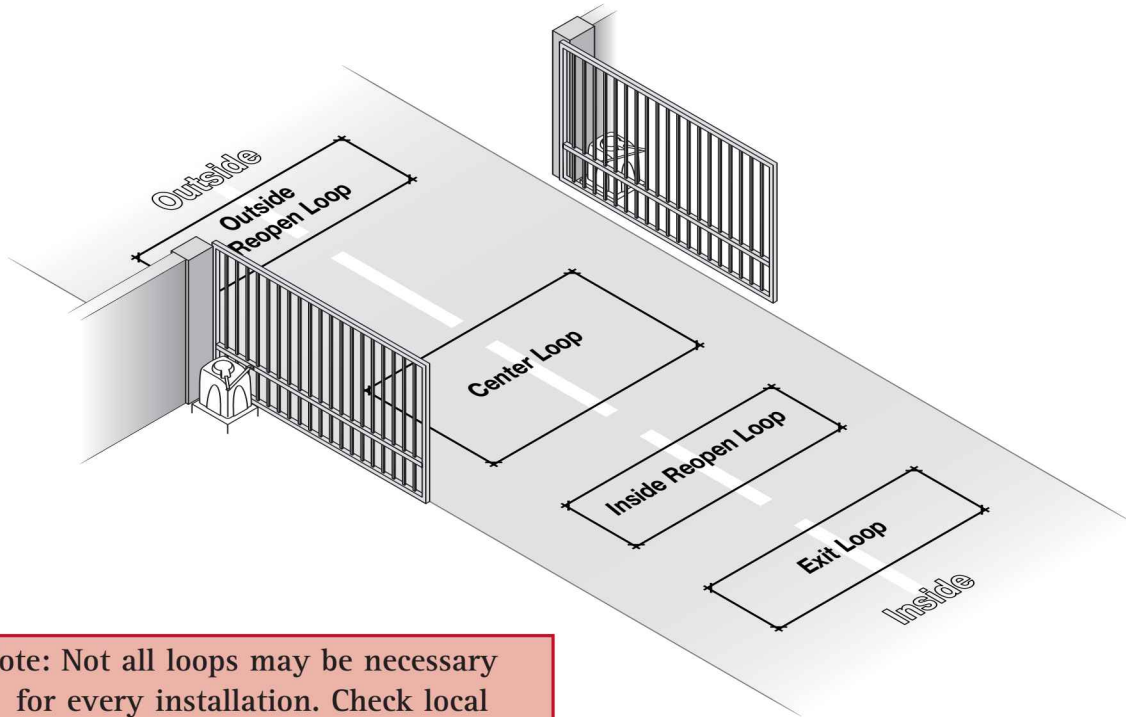 Outside
Outside
Reopen Loop
Center Loop
Inside Reopen Loop
Exit Loop
Inside
ote: Not all loops may be necessary
for every installation. Check local